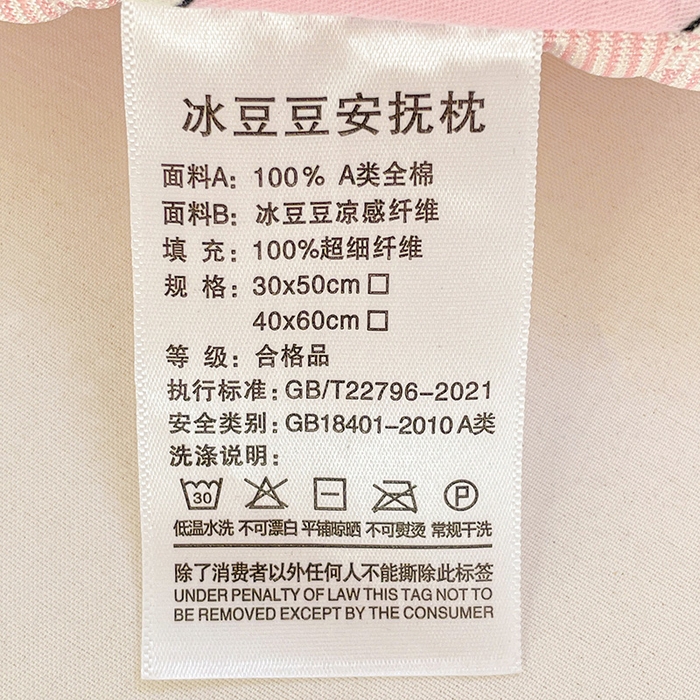 冰豆豆安抚枕
面料A：100% A类全棉
面料B：冰豆豆凉感纤维
填 充：100%超细纤维
规 格：30x50cm □
40x60cm □
等 级：合格品
执行标准：GB/T22796-2021
安全类别：GB18401-2010 A类
洗涤说明：
30 P
低温水洗 不可漂白 平铺晾晒 不可熨烫 常规干洗
除了消费者以外任何人不能撕除此标签
UNDER PENALTY OF LAW THIS TAG NOT TO
BE REMOVED EXCEPT BY THE CONSUMER